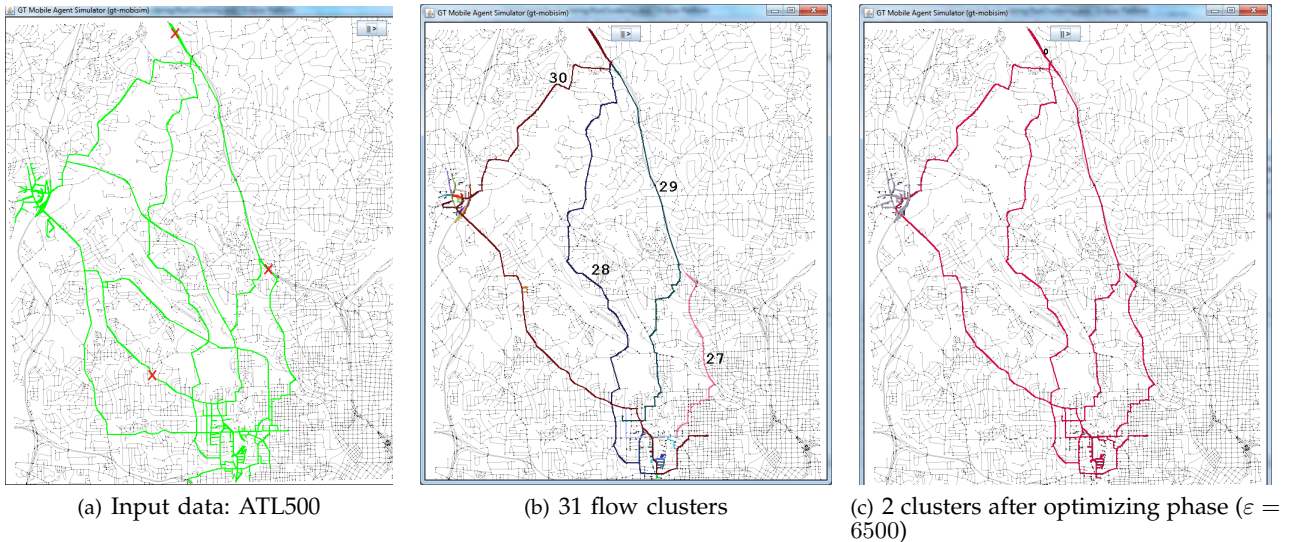 GT Mobile Agent Simulator (gt-mobisim)
GT Mobile Agent Simulator (gt-mobisim)
GT Mobile Agent Simulator (gt-mobisim)
|| >
|| >
|| >
30
29
28
27
0
(a) Input data: ATL500
(b) 31 flow clusters
(c) 2 clusters after optimizing phase (ε =
6500)